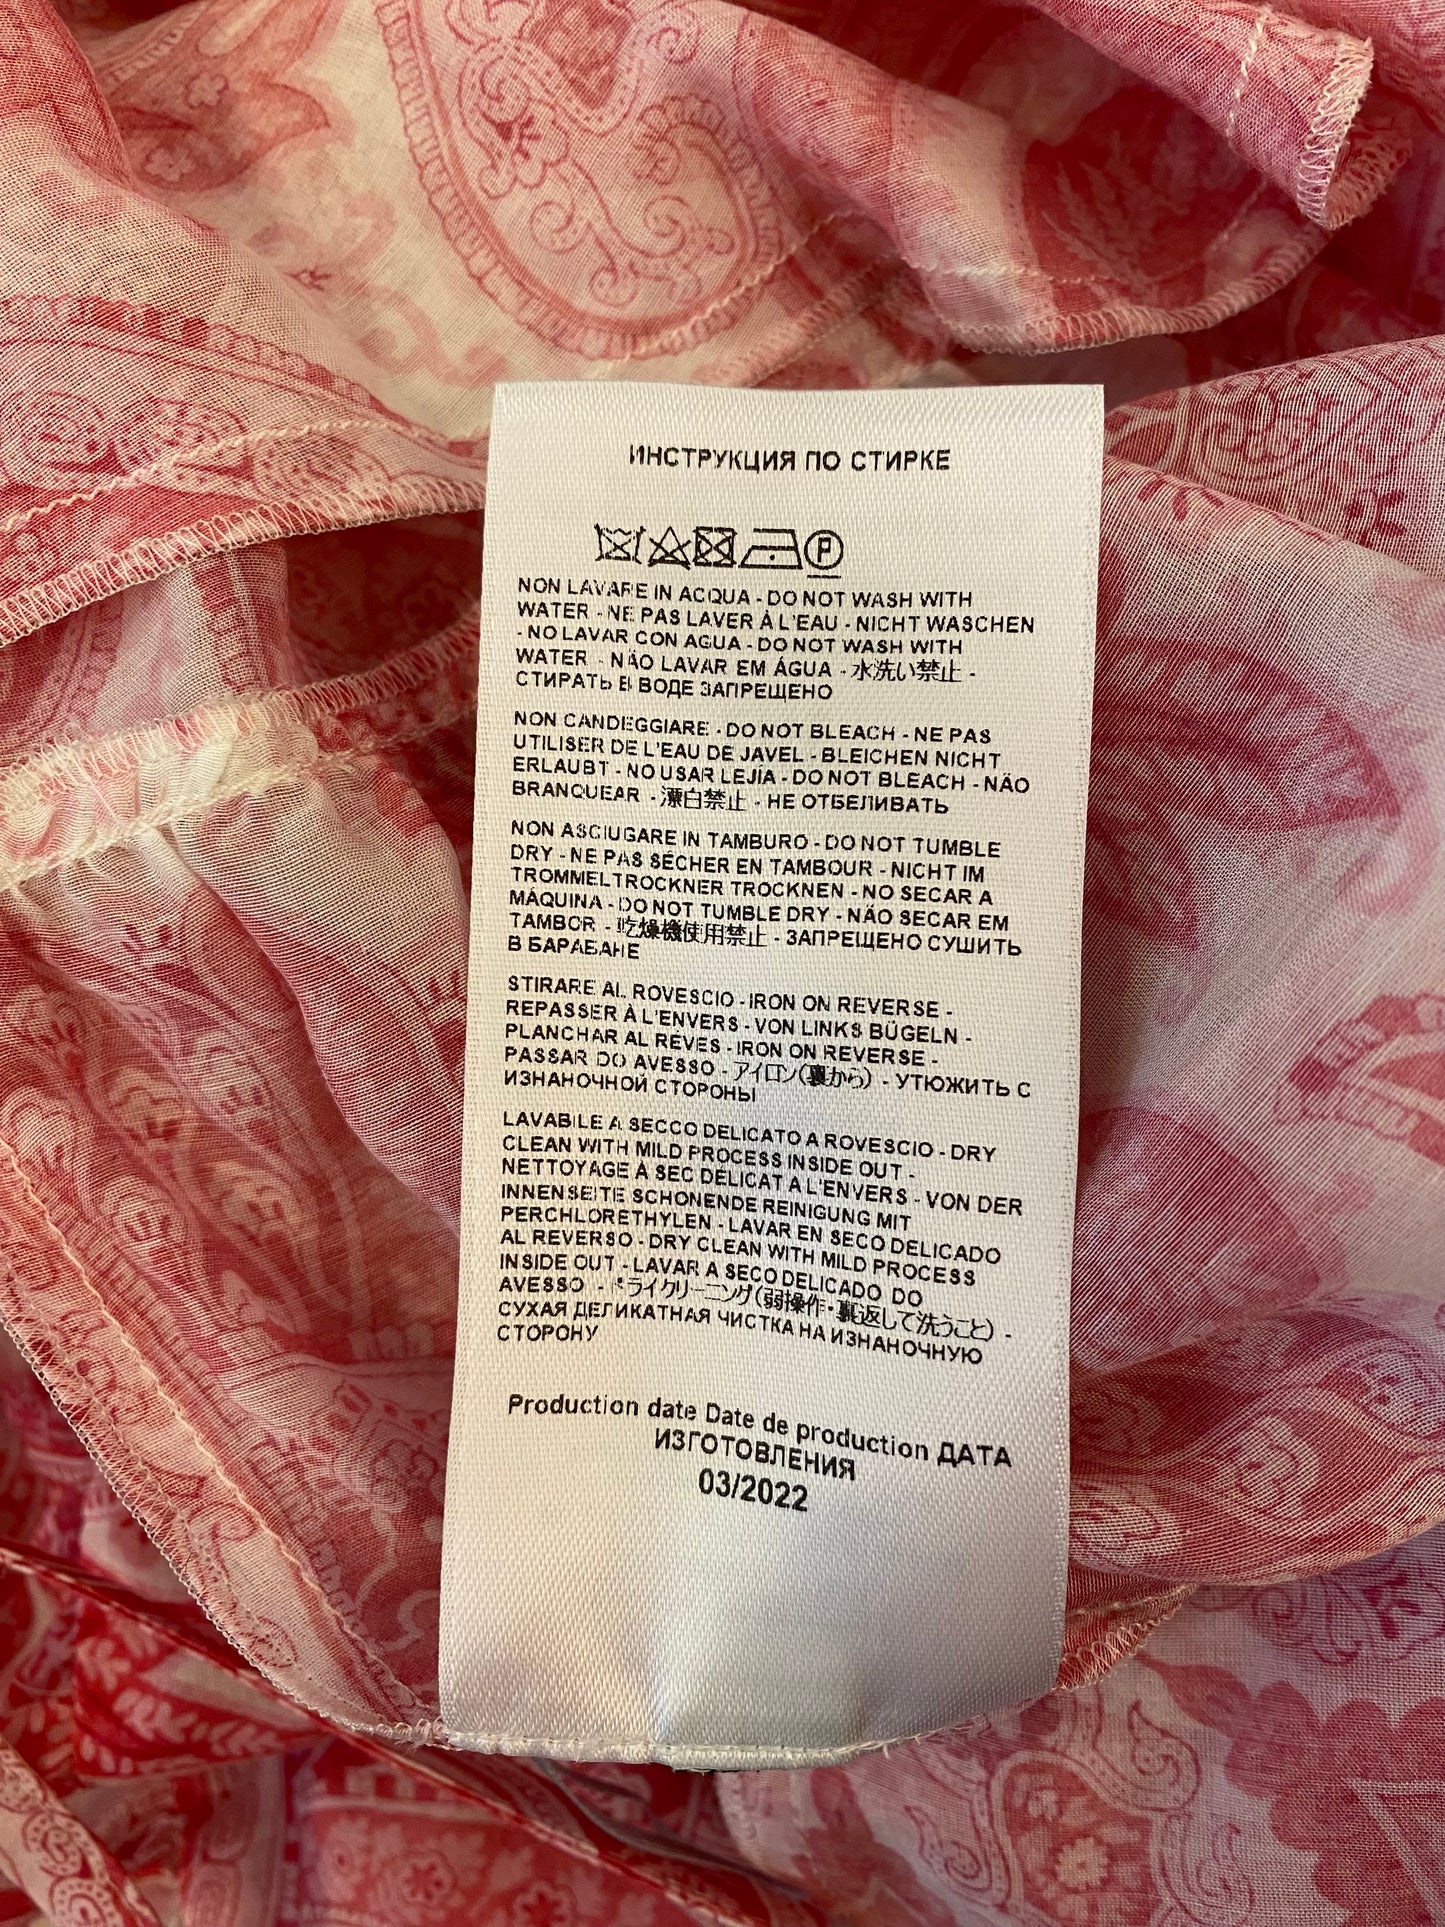 ИНСТРУКЦИЯ ПО СТИРКЕ
P
NON LAVARE IN ACQUA - DO NOT WASH WITH
WATER - NE PAS LAVER À L'EAU - NICHT WASCHEN
- NO LAVAR CON AGUA - DO NOT WASH WITH
WATER - NÃO LAVAR EM ÁGUA - 水洗い禁止 -
СТИРАТЬ В ВОДЕ ЗАПРЕЩЕНО
NON CANDEGGIARE - DO NOT BLEACH - NE PAS
UTILISER DE L'EAU DE JAVEL - BLEICHEN NICHT
ERLAUBT - NO USAR LEJÍA - DO NOT BLEACH - NÃO
BRANQUEAR - 漂白禁止 - НЕ ОТБЕЛИВАТЬ
NON ASCIUGARE IN TAMBURO - DO NOT TUMBLE
DRY - NE PAS SÉCHER EN TAMBOUR - NICHT IM
TROMMELTROCKNER TROCKNEN - NO SECAR A
MÁQUINA - DO NOT TUMBLE DRY - NÃO SECAR EM
TAMBOR - 乾燥機使用禁止 - ЗАПРЕЩЕНО СУШИТЬ
В БАРАБАНЕ
STIRARE AL ROVESCIO - IRON ON REVERSE -
REPASSER À L'ENVERS - VON LINKS BÜGELN -
PLANCHAR AL REVÉS - IRON ON REVERSE -
PASSAR DO AVESSO - アイロン(裏から) - УТЮЖИТЬ С
ИЗНАНОЧНОЙ СТОРОНЫ
LAVABILE A SECCO DELICATO A ROVESCIO - DRY
CLEAN WITH MILD PROCESS INSIDE OUT -
NETTOYAGE À SEC DÉLICAT A L'ENVERS - VON DER
INNENSEITE SCHONENDE REINIGUNG MIT
PERCHLORETHYLEN - LAVAR EN SECO DELICADO
AL REVERSO - DRY CLEAN WITH MILD PROCESS
INSIDE OUT - LAVAR A SECO DELICADO DO
AVESSO - ドライクリーニング(弱操作・裏返して洗うこと) -
СУХАЯ ДЕЛИКАТНАЯ ЧИСТКА НА ИЗНАНОЧНУЮ
СТОРОНУ
Production date Date de production ДАТА
ИЗГОТОВЛЕНИЯ
03/2022